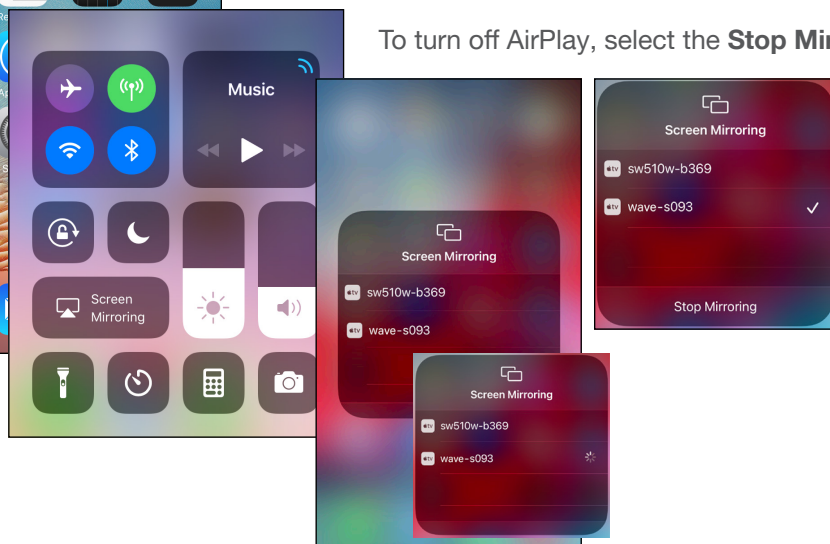 To turn off AirPlay, select the Stop
Music
Screen
Mirroring
Screen Mirroring
sw510w-b369
wave-s093
Screen Mirroring
sw510w-b369
wave-s093
Screen Mirroring
sw510w-b369
wave-s093
Stop Mirroring